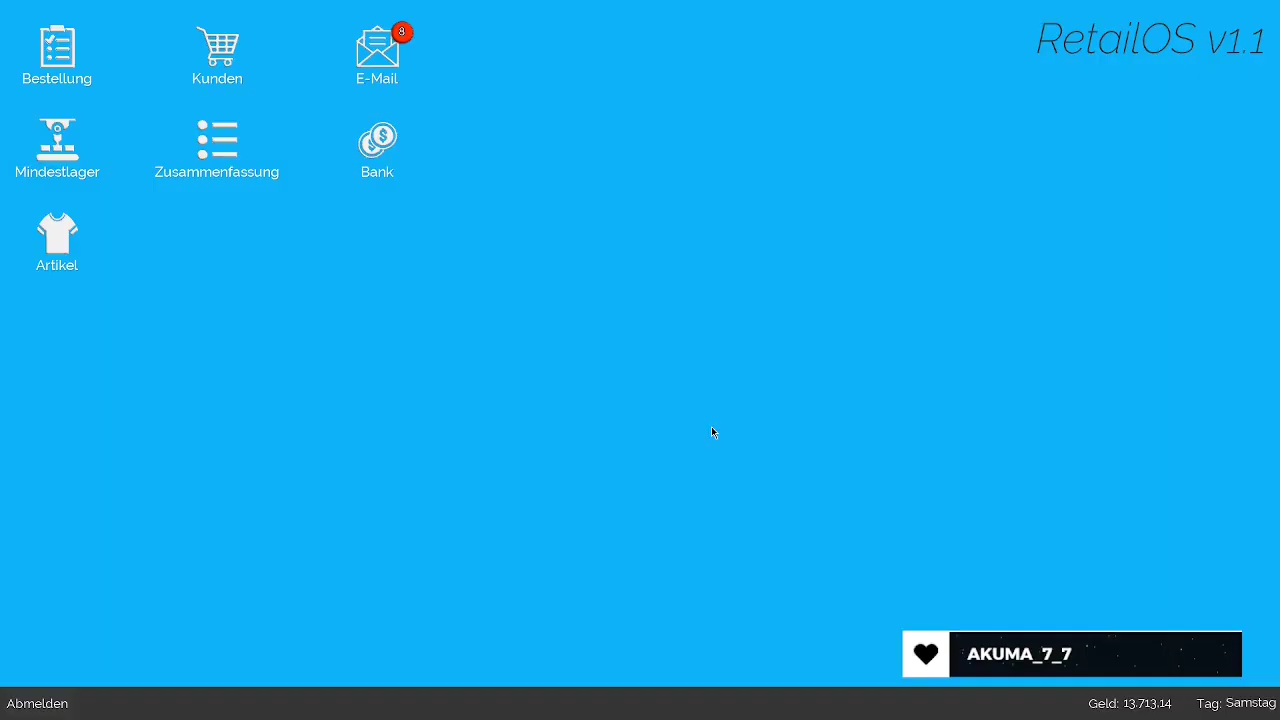 RetailOS v1.1
8
Bestellung
Kunden
E-Mail
Mindestlager
Zusammenfassung
Bank
Artikel
AKUMA_7_7
Abmelden
Geld: 13.713,14
Tag: Samstag